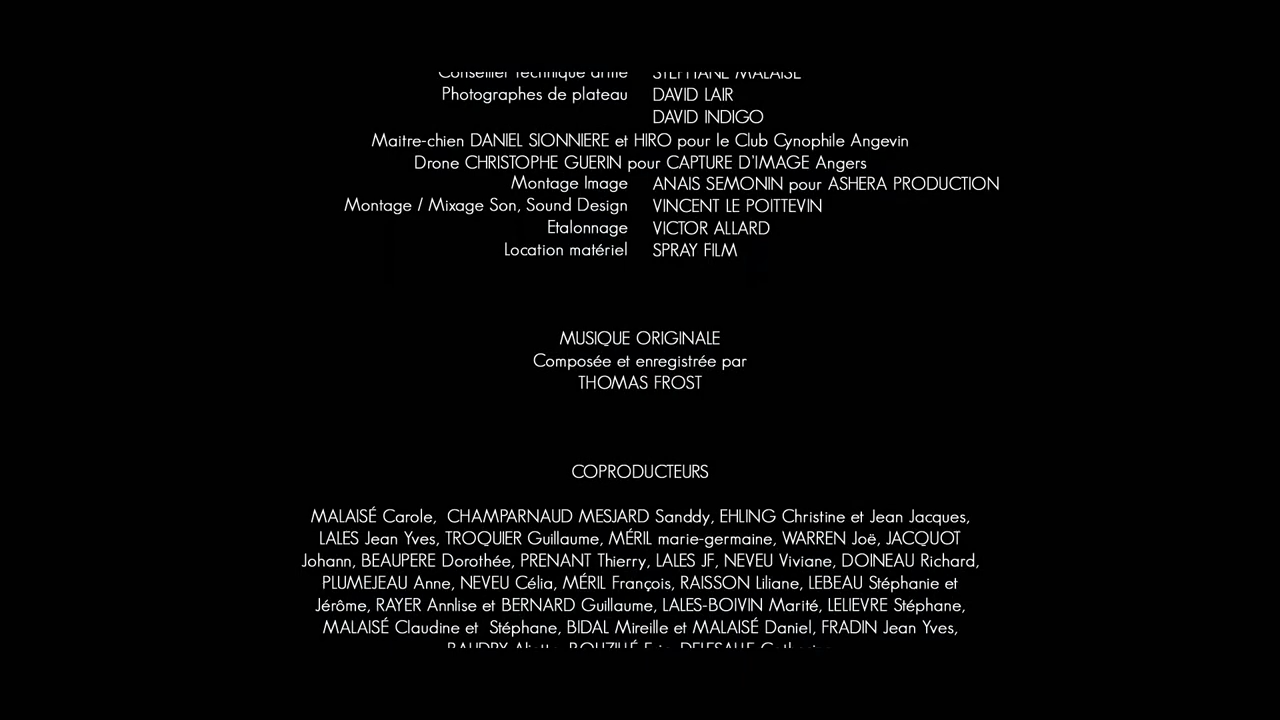 Conseiller Technique arme STEPHANE MALAISE
Photographes de plateau DAVID LAIR
DAVID INDIGO
Maitre-chien DANIEL SIONNIERE et HIRO pour le Club Cynophile Angevin
Drone CHRISTOPHE GUERIN pour CAPTURE D'IMAGE Angers
Montage Image ANAIS SEMONIN pour ASHERA PRODUCTION
Montage / Mixage Son, Sound Design VINCENT LE POITTEVIN
Etalonnage VICTOR ALLARD
Location matériel SPRAY FILM
MUSIQUE ORIGINALE
Composée et enregistrée par
THOMAS FROST
COPRODUCTEURS
MALAISÉ Carole, CHAMPARNAUD MESJARD Sanddy, EHLING Christine et Jean Jacques,
LALES Jean Yves, TROQUIER Guillaume, MÉRIL marie-germaine, WARREN Joë, JACQUOT
Johann, BEAUPERE Dorothée, PRENANT Thierry, LALES JF, NEVEU Viviane, DOINEAU Richard,
PLUMEJEAU Anne, NEVEU Célia, MÉRIL François, RAISSON Liliane, LEBEAU Stéphanie et
Jérôme, RAYER Annlise et BERNARD Guillaume, LALES-BOIVIN Marité, LELIEVRE Stéphane,
MALAISÉ Claudine et Stéphane, BIDAL Mireille et MALAISÉ Daniel, FRADIN Jean Yves,